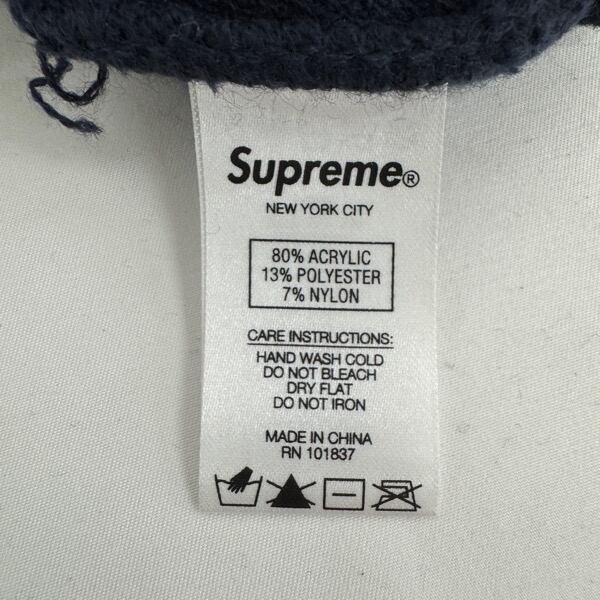 Supreme®
NEW YORK CITY
80% ACRYLIC
13% POLYESTER
7% NYLON
CARE INSTRUCTIONS:
HAND WASH COLD
DO NOT BLEACH
DRY FLAT
DO NOT IRON
MADE IN CHINA
RN 101837